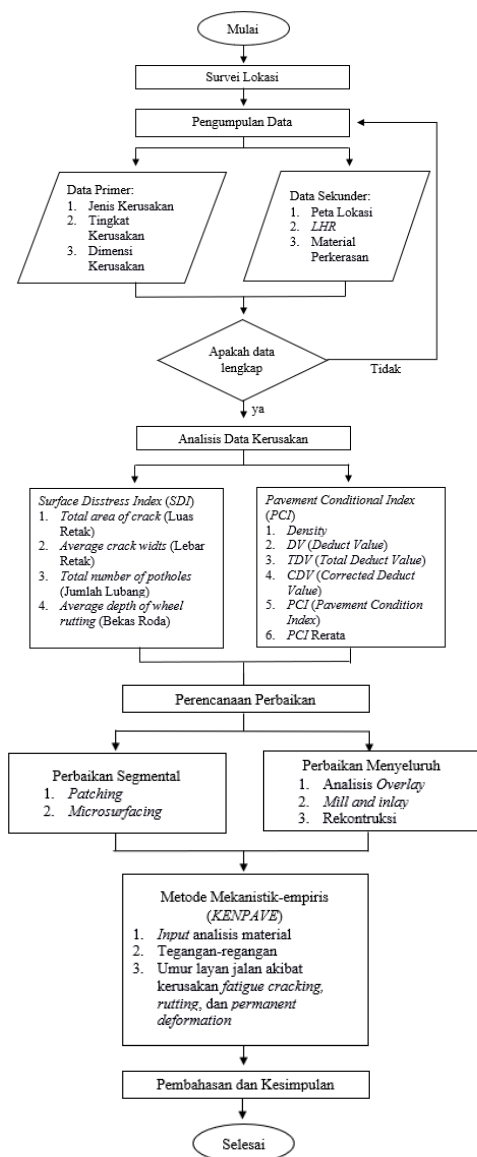 Mulai
Survei Lokasi
Pengumpulan Data
Data Primer:
1. Jenis Kerusakan
2. Tingkat
Kerusakan
3. Dimensi
Kerusakan
Data Sekunder:
1. Peta Lokasi
2. LHR
3. Material
Perkerasan
Apakah data
lengkap
Tidak
ya
Analisis Data Kerusakan
Surface Disstress Index (SDI)
1. Total area of crack (Luas
Retak)
2. Average crack widts (Lebar
Retak)
3. Total number of potholes
(Jumlah Lubang)
4. Average depth of wheel
rutting (Bekas Roda)
Pavement Conditional Index
(PCI)
1. Density
2. DV (Deduct Value)
3. TDV (Total Deduct Value)
4. CDV (Corrected Deduct
Value)
5. PCI (Pavement Condition
Index)
6. PCI Rerata
Perencanaan Perbaikan
Perbaikan Segmental
1. Patching
2. Microsurfacing
Perbaikan Menyeluruh
1. Analisis Overlay
2. Mill and inlay
3. Rekontruksi
Metode Mekanistik-empiris
(KENPAVE)
1. Input analisis material
2. Tegangan-regangan
3. Umur layan jalan akibat
kerusakan fatigue cracking,
rutting, dan permanent
deformation
Pembahasan dan Kesimpulan
Selesai